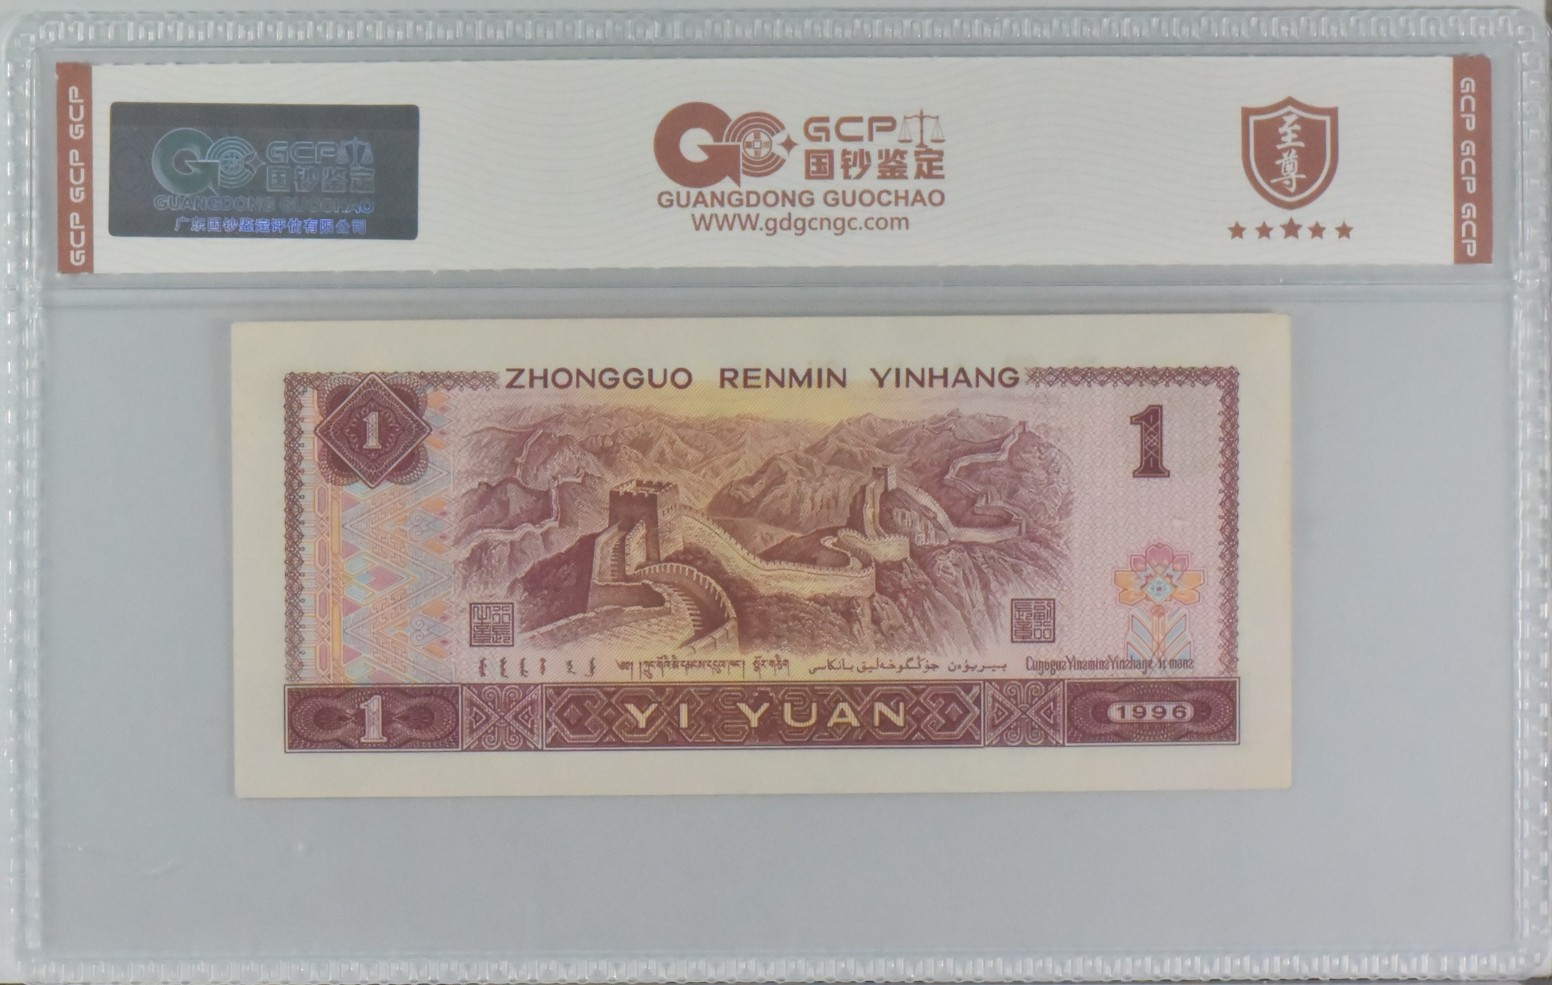 GCP GCP GCP
GCP
国钞鉴定
GUANGDONG GUOCHAO
广东国钞鉴定评估有限公司
GCP
国钞鉴定
GUANGDONG GUOCHAO
WWW.gdgcngc.com
至尊
GCP GCP GCP
ZHONGGUO RENMIN YINHANG
1
1
1
YI YUAN
1996